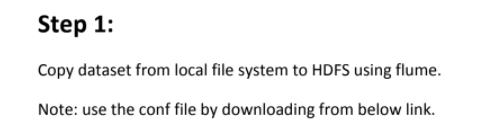 Step 1:
Copy dataset from local file system to HDFS using flume.
Note: use the conf file by downloading from below link.